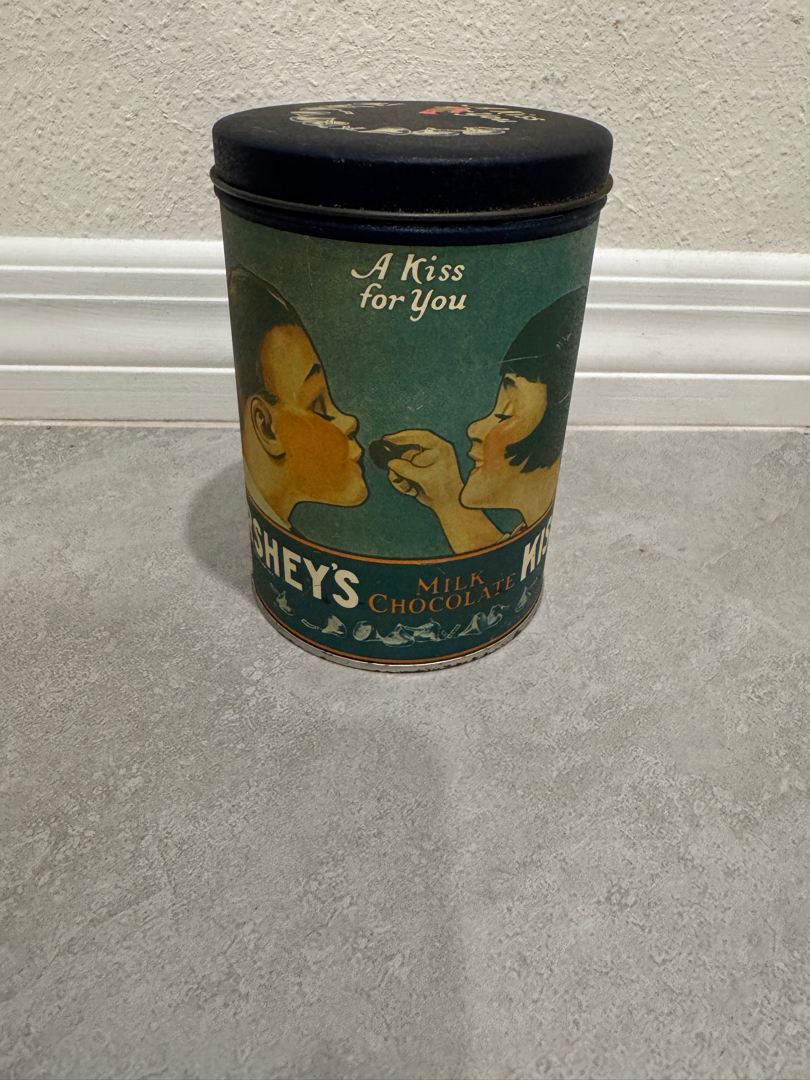 A Kiss
for You
SHEY'S
MILK
CHOCOLATE
KIS